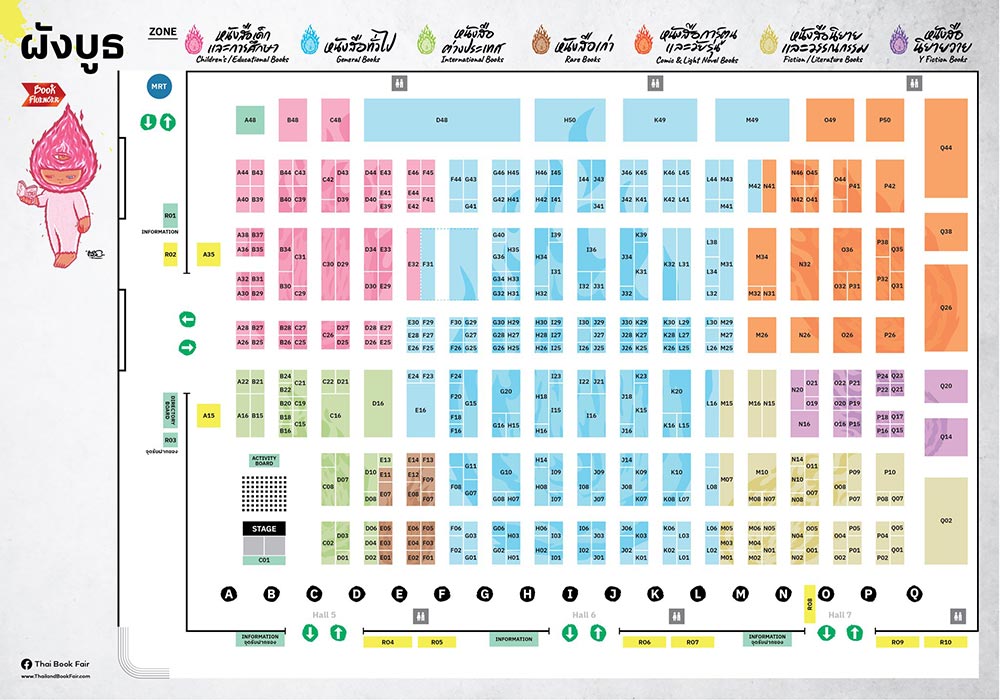 ผังบูธ
ZONE
หนังสือเด็ก
และการศึกษา
Children's / Educational Books
หนังสือทั่วไป
General Books
หนังสือ
ต่างประเทศ
International Books
หนังสือเก่า
Rare Books
หนังสือการ์ตูน
และวัยรุ่น
Comic & Light Novel Books
หนังสือนิยาย
และวรรณกรรม
Fiction / Literature Books
หนังสือ
นิยายวาย
Y Fiction Books
MRT
A48 B48 C48 D48 H50 K49 M49 O49 P50 Q44
A44 B43 B44 C43 C42 D43 D44 E43 E46 F45 F44 G43 G46 H45 H46 I45 I44 J43 J46 K45 K46 L45 L44 M43 M42 N41 N46 O45 O44 P41 P42
E41 E44
A40 B39 B40 C39 D39 D40 E39 E42 F41 G41 G42 H41 H42 I41 J41 J42 K41 K42 L41 M41 N42 O41
R01
INFORMATION
R02 A35
A38 B37 G40 I39 K39 L38 P38 Q38
A36 B35 B34 C31 D34 E33 G36 H35 H34 I36 J34 O36 Q35
C30 D29 E32 F31 I31 K31 K32 L31 L34 M31 M34 N32
A32 B31 G34 H33
A30 B29 B30 C29 D30 E29 G32 H31 H32 I32 J31 J32 L32 M32 N31 O32 P31 P32 Q31
Q26
A28 B27 B28 C27 C26 D27 D28 E27 E30 F29 F30 G29 G30 H29 H30 I29 I30 J29 J30 K29 K30 L29 L30 M29
E28 F27 G27 G28 H27 H28 I27 J27 J28 K27 K28 L27 M27 M26 N26 O26 P26
A26 B25 B26 C25 D25 D26 E25 E26 F25 F26 G25 G26 H25 H26 I25 I26 J25 J26 K25 K26 L25 L26 M25
DIRECTORY
BOARD
R03
จุดรับฝากของ
A15
A22 B21 B24 C21 C22 D21 E24 F23 F24 G21 G20 H18 I23 I22 J21 J18 K23 K20 N20 O21 O22 P21 P24 Q23 Q20
B22 F20 P22 Q21
B20 C19 D16 E16 G15 I15 L16 M15 M16 N15 O19 O20 P19
A16 B15 B18 C15 C16 F18 G16 H15 I16 K16 L15 N16 O16 P15 P18 Q17 Q14
B16 F16 H16 J16 P16 Q15
ACTIVITY
BOARD
E13 E14 F13 H14 J14 N14
C08 D07 D10 E11 E12 F09 G11 G10 I09 J09 K09 K10 M07 M10 N10 O11 P09 P10
D08 E07 E08 F07 F08 G07 G08 H07 H08 I07 J07 J08 K07 L08 M08 N07 N08 O07 O08 P07 P08 Q07
Q02
STAGE
C01
D03 D06 E05 E06 F05 F06 G03 G06 H03 H06 I03 I06 J03 J06 K03 K06 L03 L06 M05 M06 N05 N04 O05 O04 P05 P04 Q05
C02 D04 E03 E04 F03 F02 H02 I02 J02 M03 M04 N01 O01
D01 D02 E01 E02 F01 G01 G02 H01 I01 J01 K01 K02 L01 L02 M01 M02 N02 O02 P01 P02 Q01
A B C D E F G H I J K L M N O P Q
Hall 5
Hall 6
R08
Hall 7
INFORMATION
จุดรับฝากของ
R04 R05
INFORMATION
R06 R07
INFORMATION
จุดรับฝากของ
R09 R10
Thai Book Fair
www.ThailandBookFair.com